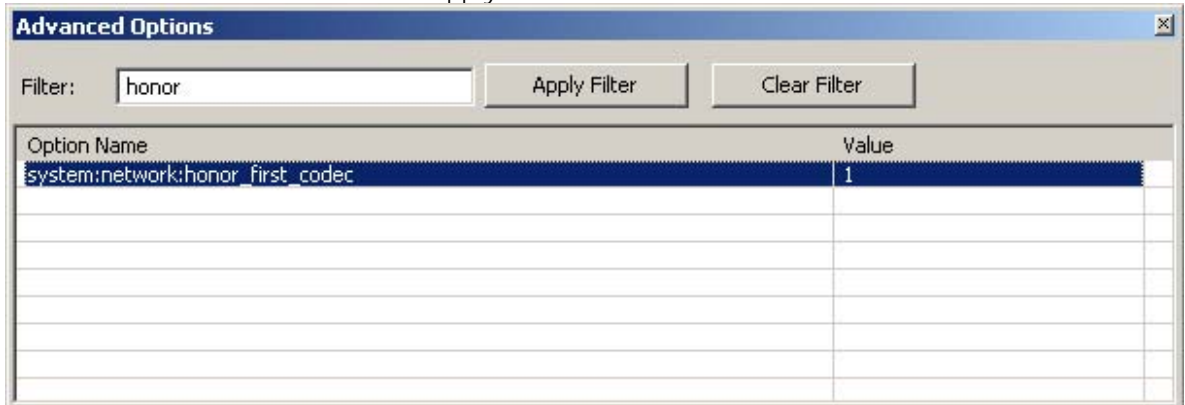 Advanced Options
Filter: honor Apply Filter Clear Filter
Option Name Value
system:network:honor_first_codec 1